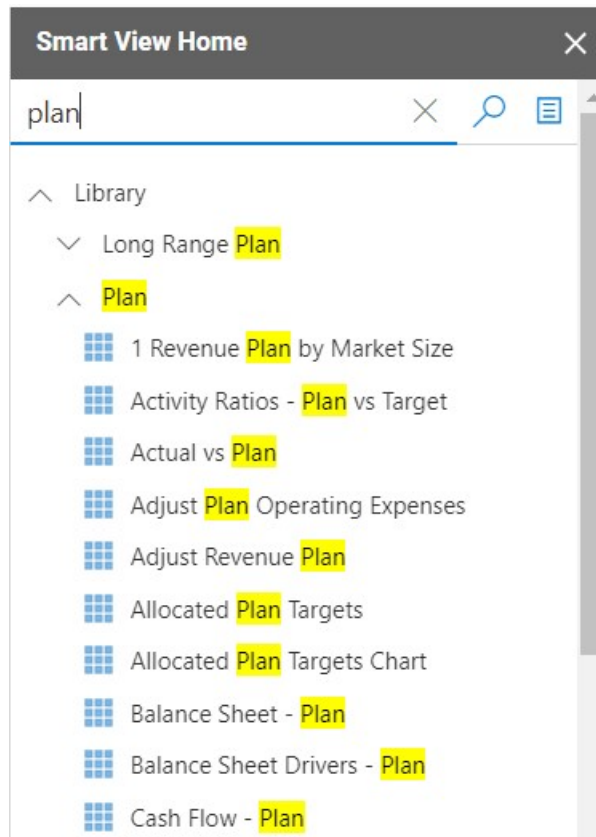 Smart View Home
plan
Library
Long Range Plan
Plan
1 Revenue Plan by Market Size
Activity Ratios - Plan vs Target
Actual vs Plan
Adjust Plan Operating Expenses
Adjust Revenue Plan
Allocated Plan Targets
Allocated Plan Targets Chart
Balance Sheet - Plan
Balance Sheet Drivers - Plan
Cash Flow - Plan